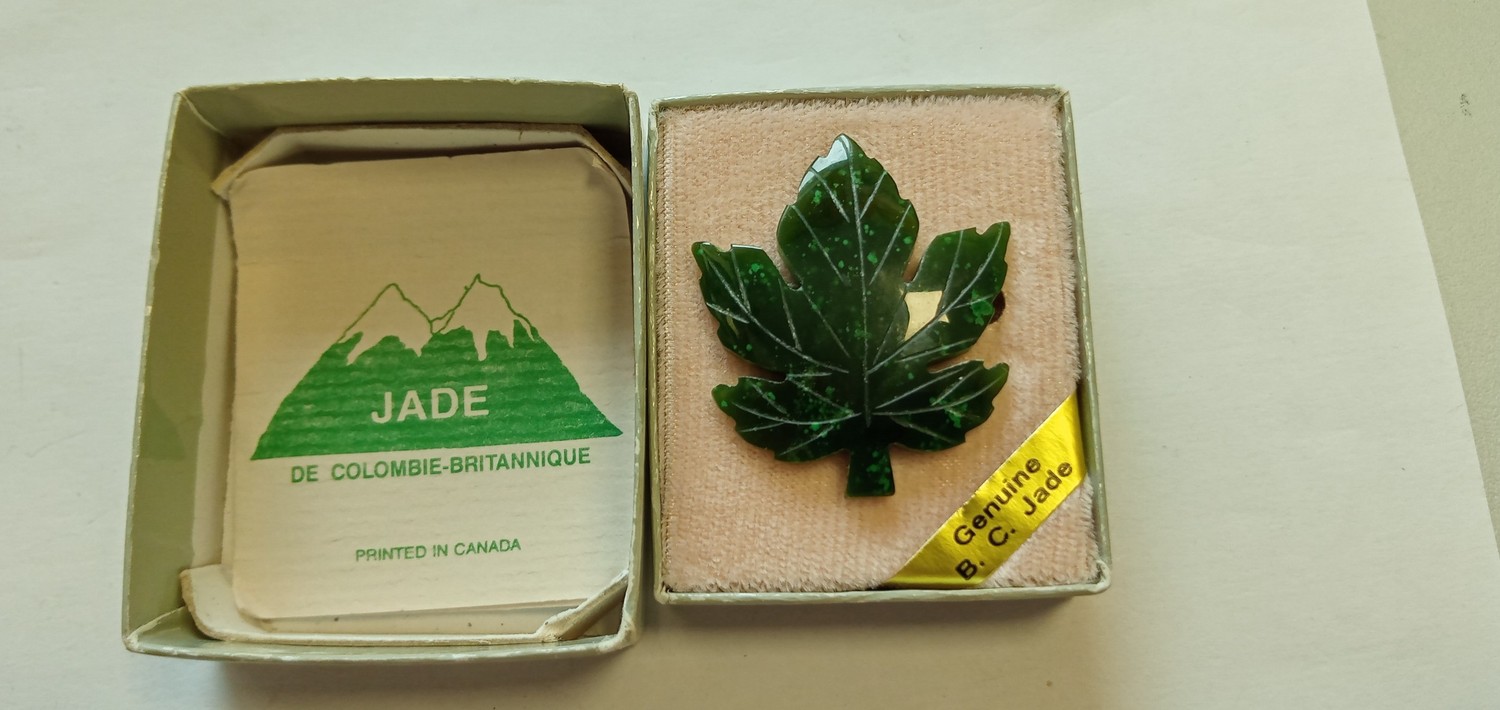 JADE
DE COLOMBIE-BRITANNIQUE
PRINTED IN CANADA
Genuine
B. C. Jade